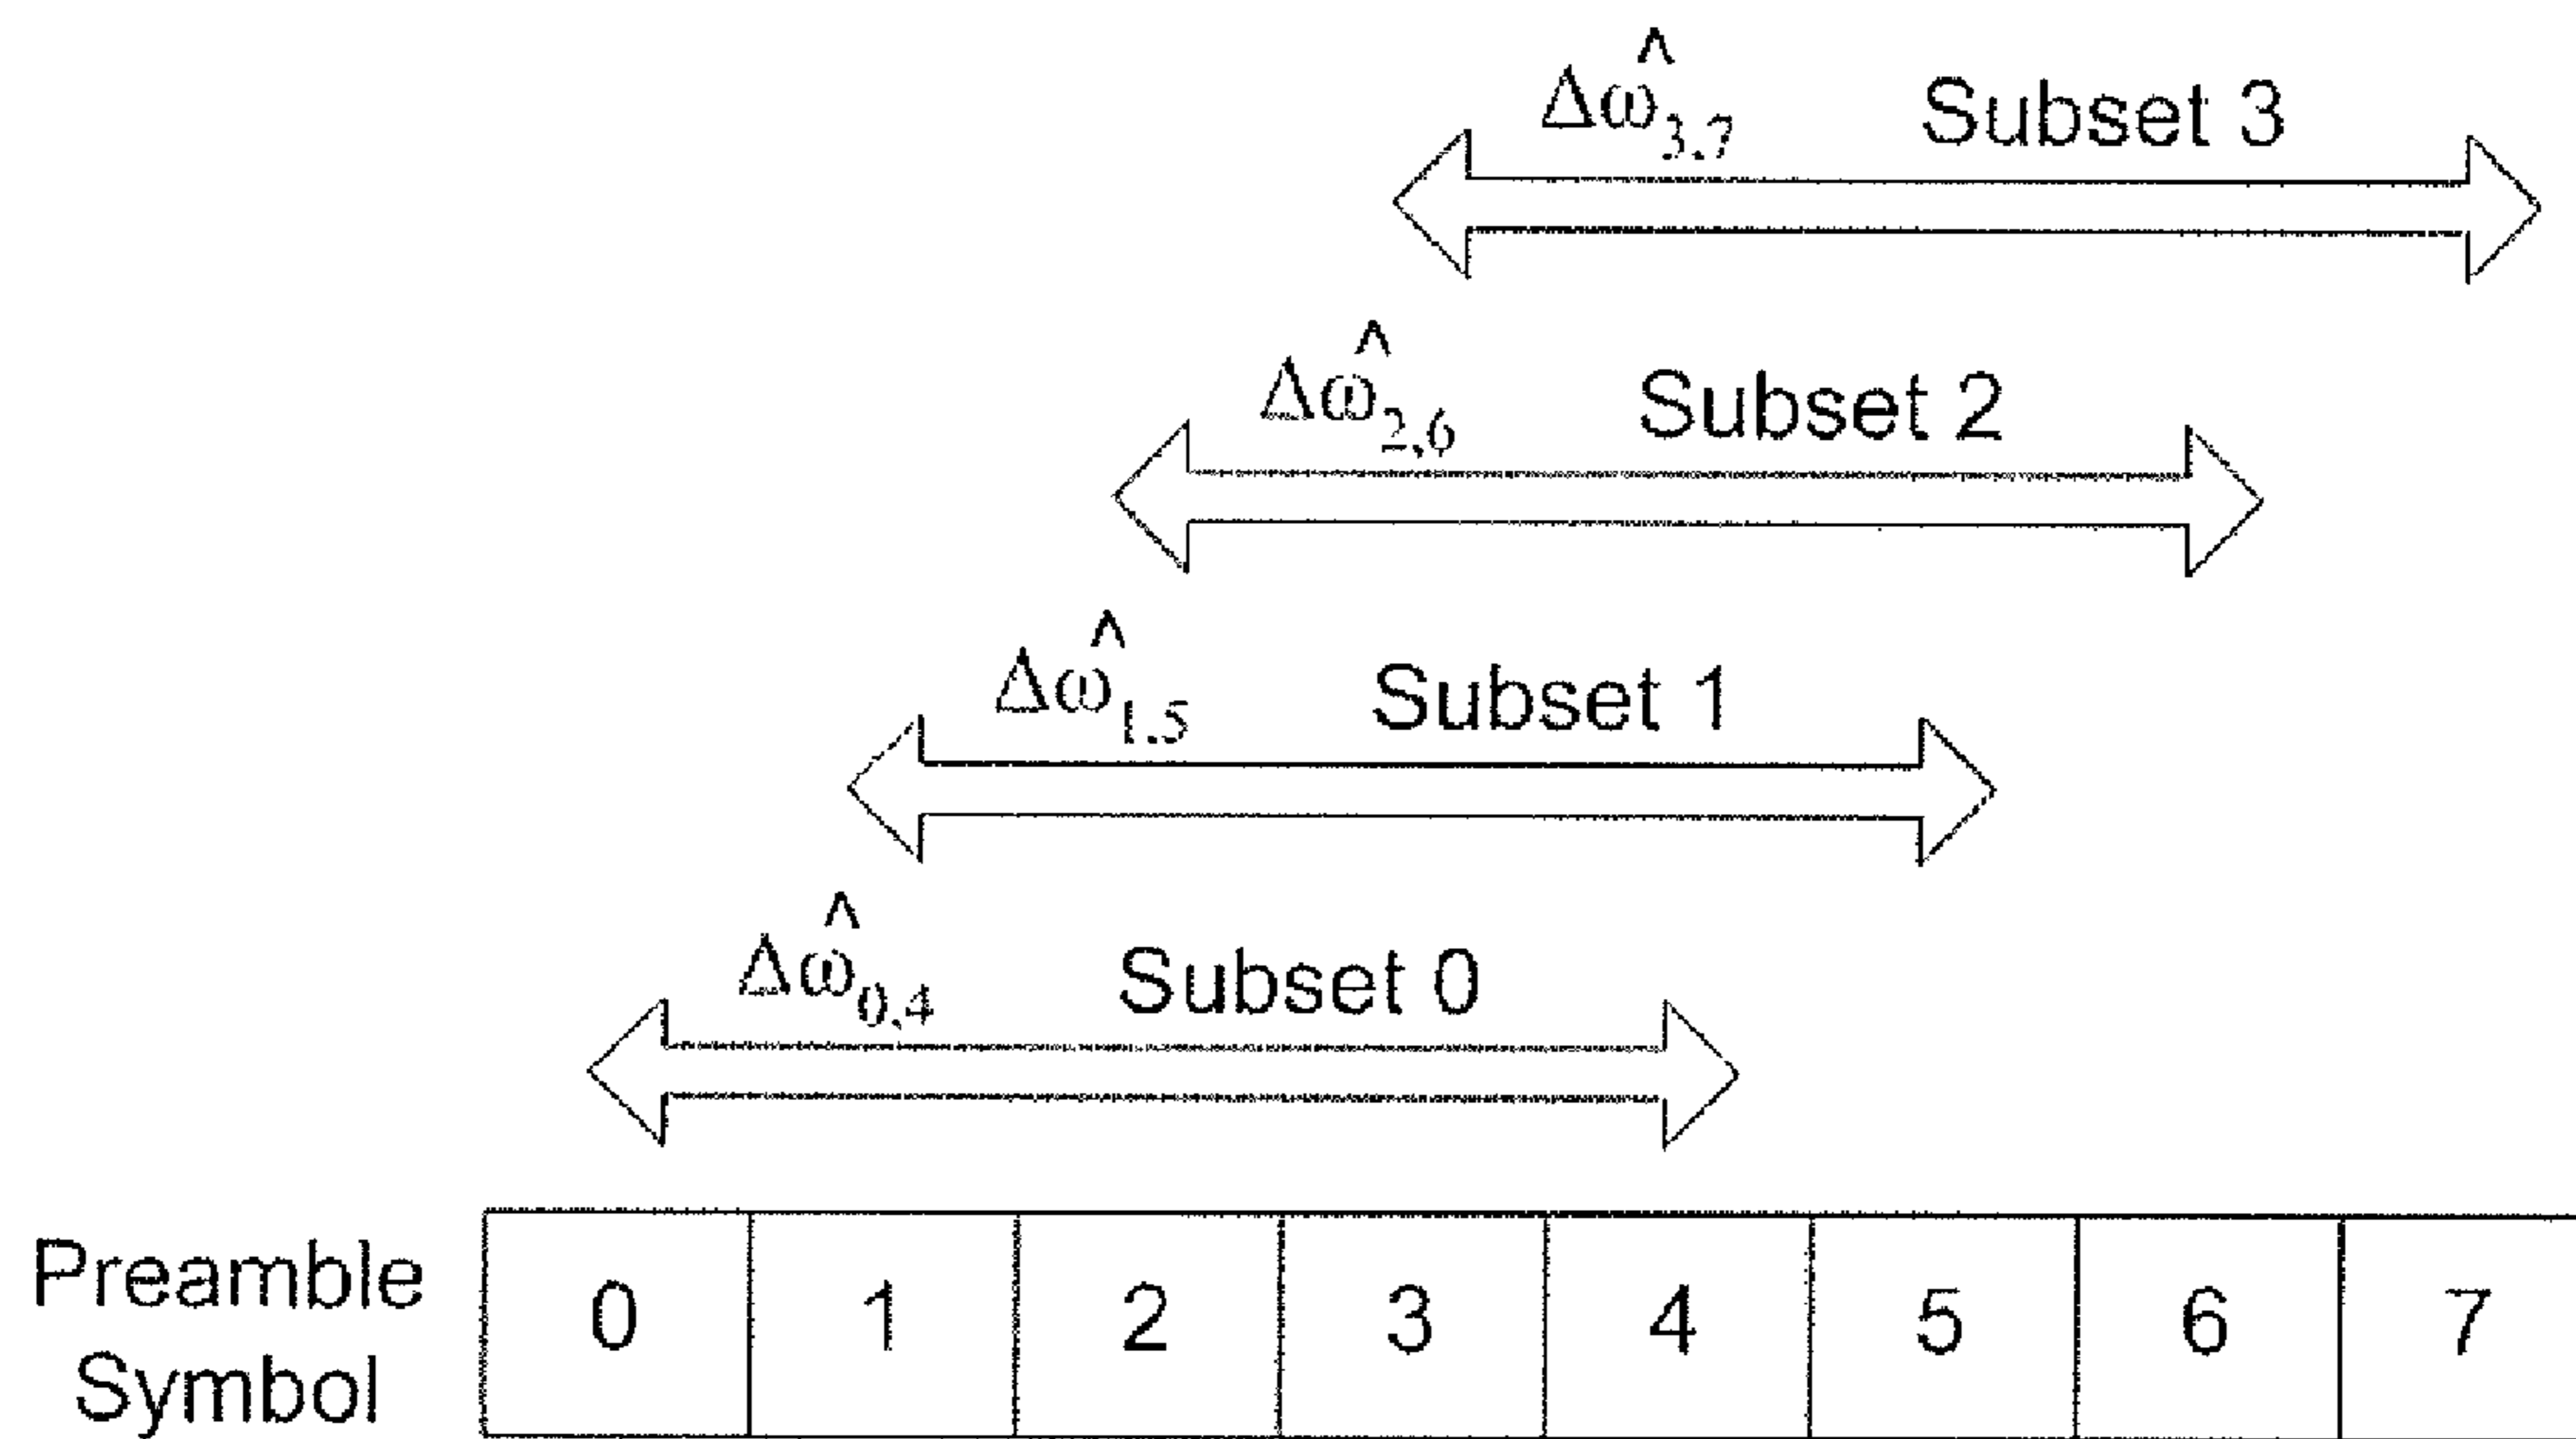 Δω̂3.7 Subset 3
Δω̂2,6 Subset 2
Δω̂1.5 Subset 1
Δω̂0,4 Subset 0
Preamble
Symbol
0 1 2 3 4 5 6 7